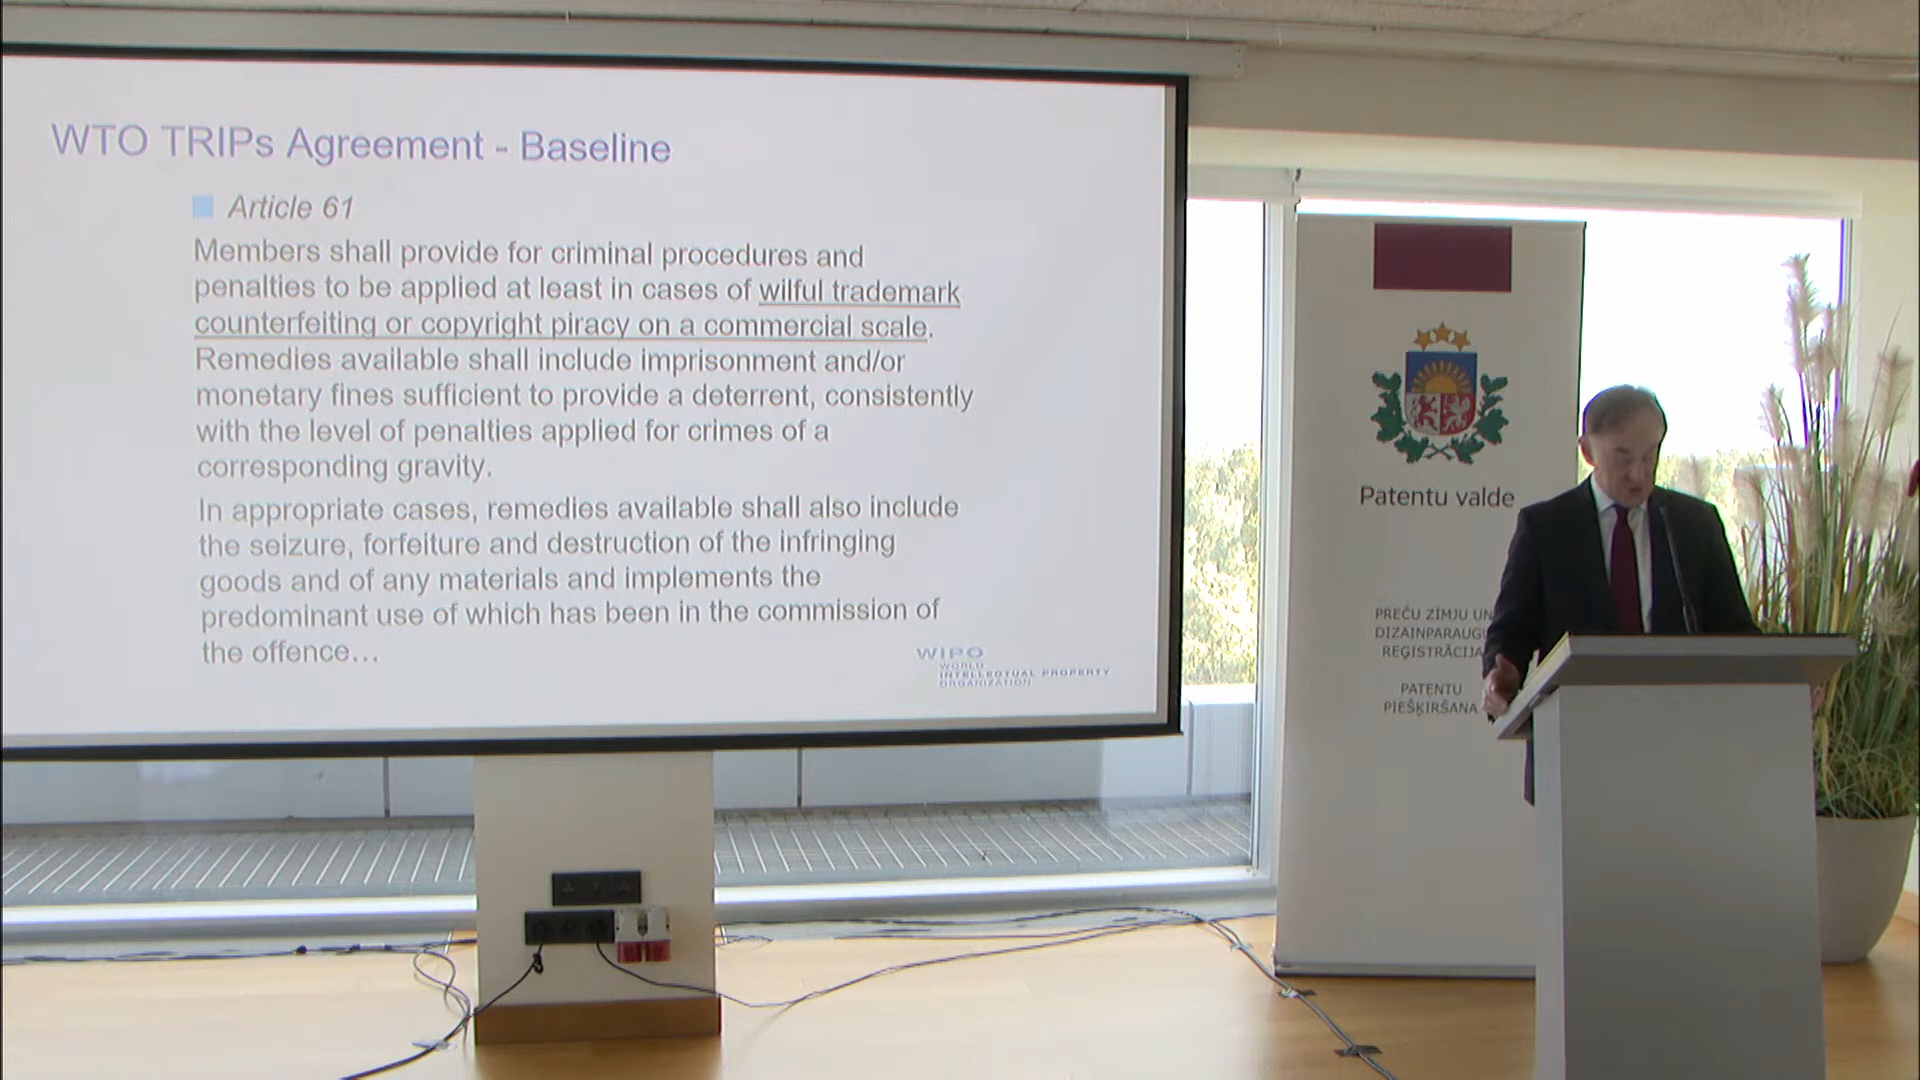 WTO TRIPs Agreement - Baseline
Article 61
Members shall provide for criminal procedures and
penalties to be applied at least in cases of wilful trademark
counterfeiting or copyright piracy on a commercial scale.
Remedies available shall include imprisonment and/or
monetary fines sufficient to provide a deterrent, consistently
with the level of penalties applied for crimes of a
corresponding gravity.
In appropriate cases, remedies available shall also include
the seizure, forfeiture and destruction of the infringing
goods and of any materials and implements the
predominant use of which has been in the commission of
the offence…
WIPO
WORLD
INTELLECTUAL PROPERTY
ORGANIZATION
Patentu valde
PREČU ZĪMJU UN
DIZAINPARAUGU
REĢISTRĀCIJA
PATENTU
PIEŠĶIRŠANA